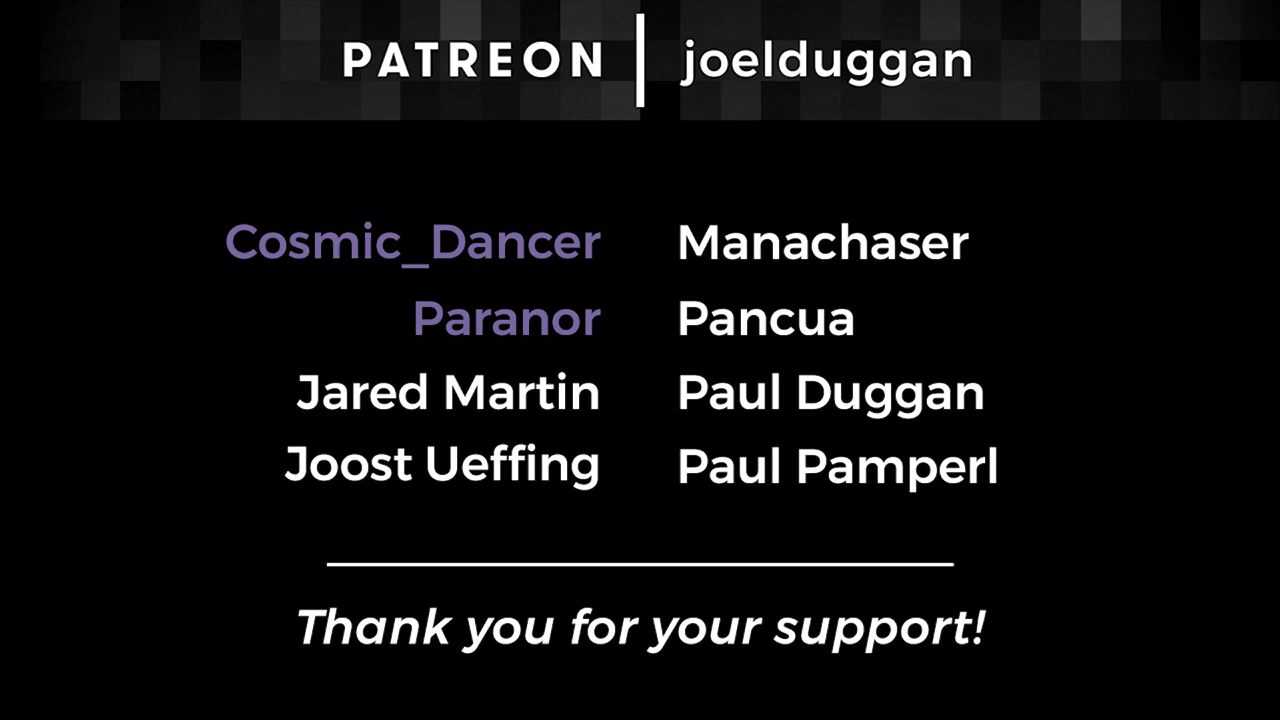 PATREON | joelduggan
Cosmic_Dancer Manachaser
Paranor Pancua
Jared Martin Paul Duggan
Joost Ueffing Paul Pamperl
Thank you for your support!